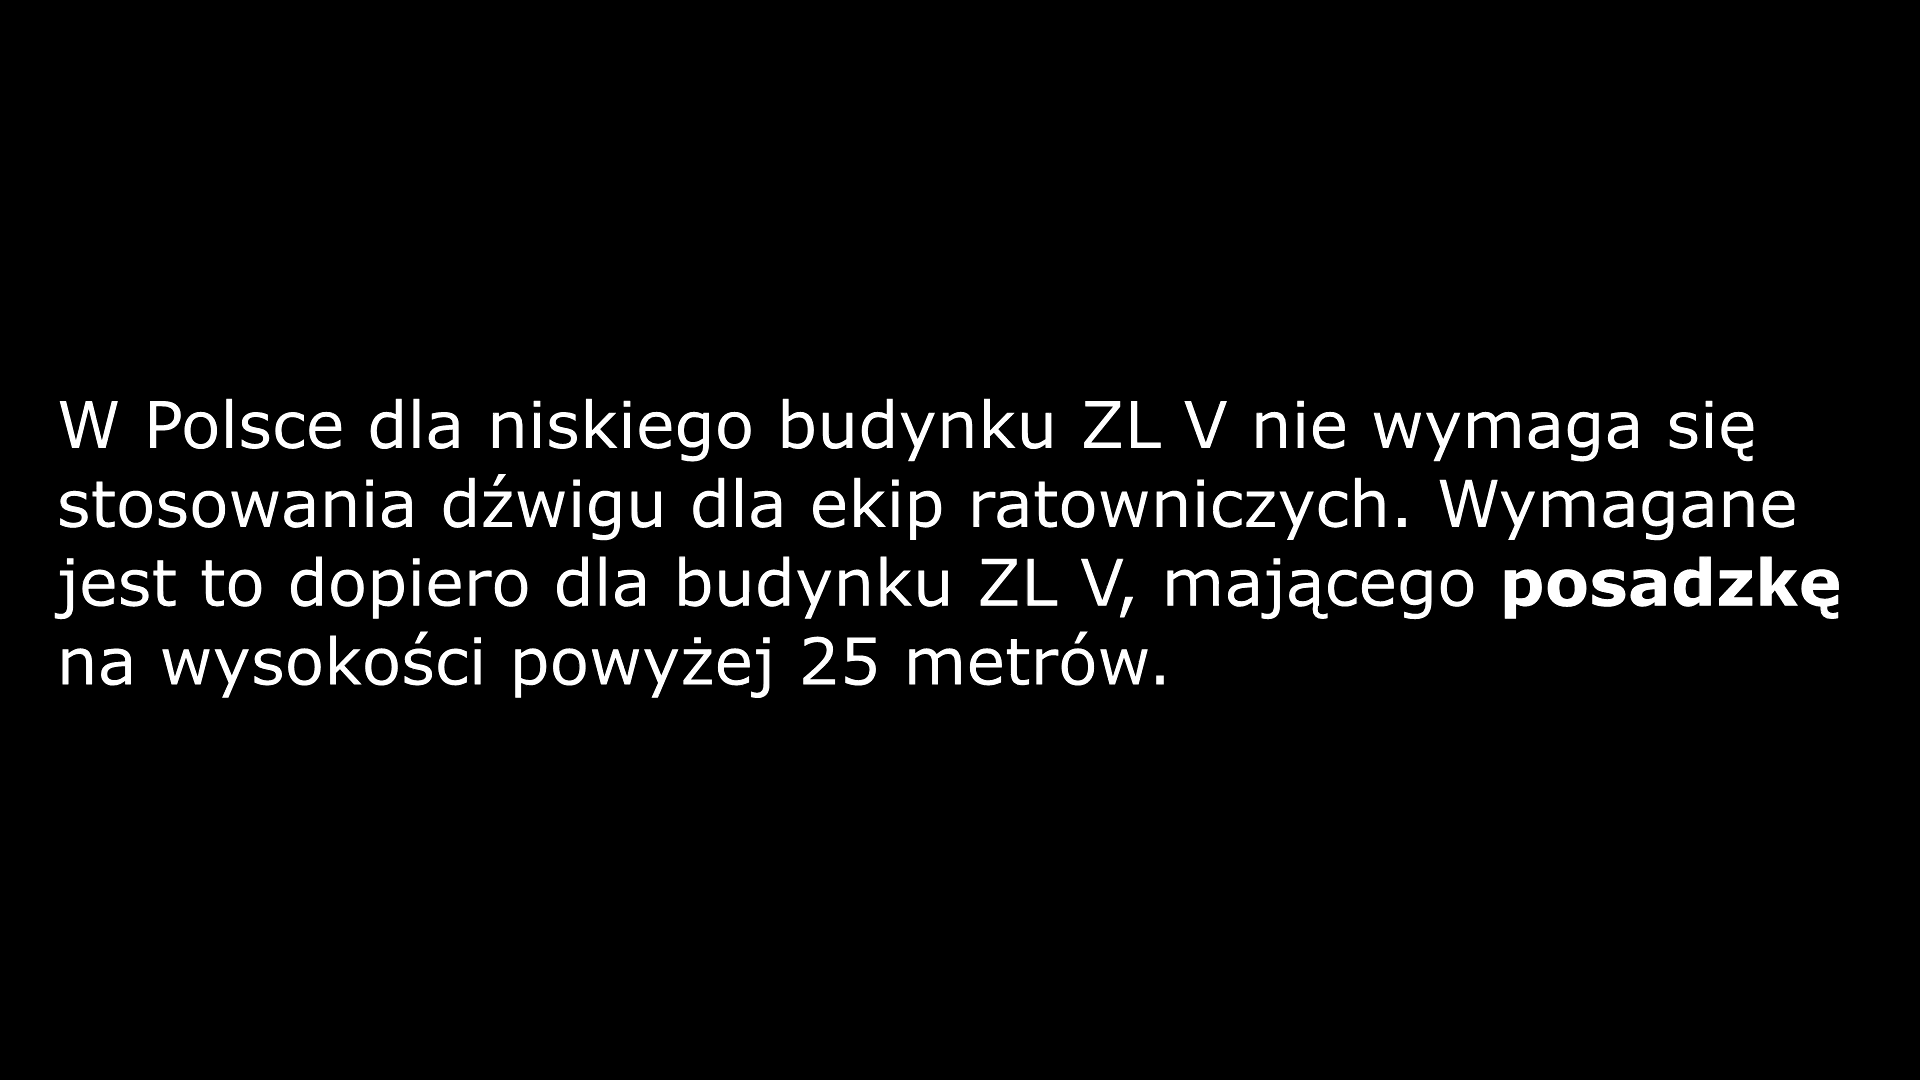 W Polsce dla niskiego budynku ZL V nie wymaga się
stosowania dźwigu dla ekip ratowniczych. Wymagane
jest to dopiero dla budynku ZL V, mającego posadzkę
na wysokości powyżej 25 metrów.